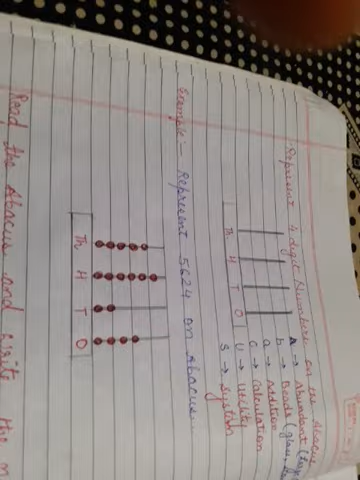 Represent 4 digit Numbers on the Abacus
A → Abundant
b → Beads (glass,
a → Addition
C → Calculation
U → Utility
S → System
Th H T O
Example:- Represent 5624 on Abacus.
Th H T O
Read the Abacus and write the